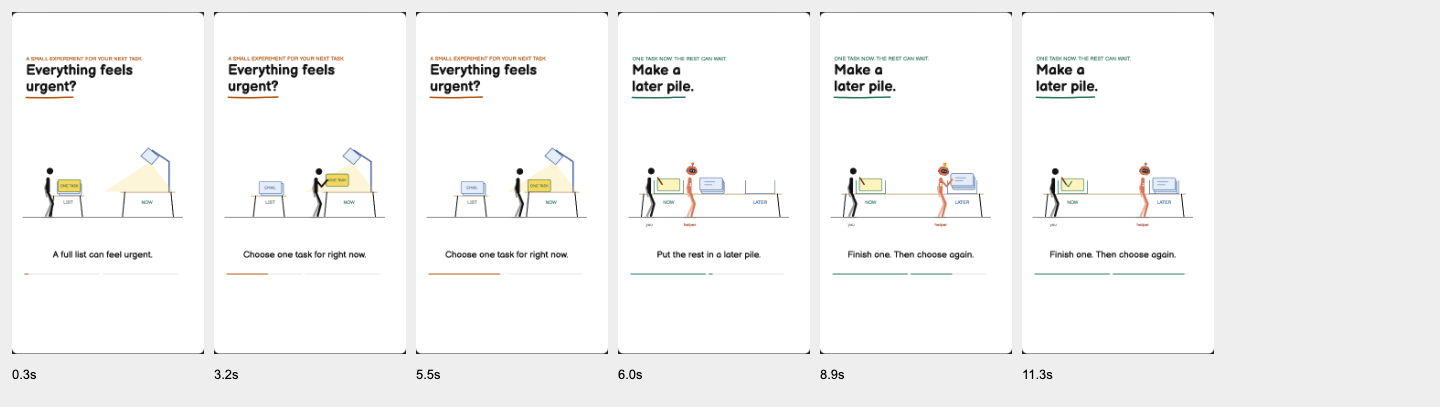 A SMALL EXPERIMENT FOR YOUR NEXT TASK
Everything feels
urgent?
ONE TASK
LIST
NOW
A full list can feel urgent.
0.3s
A SMALL EXPERIMENT FOR YOUR NEXT TASK
Everything feels
urgent?
ONE TASK
EMAIL
LIST
NOW
Choose one task for right now.
3.2s
A SMALL EXPERIMENT FOR YOUR NEXT TASK
Everything feels
urgent?
ONE TASK
EMAIL
LIST
NOW
Choose one task for right now.
5.5s
ONE TASK NOW. THE REST CAN WAIT.
Make a
later pile.
NOW
LATER
you
helper
Put the rest in a later pile.
6.0s
ONE TASK NOW. THE REST CAN WAIT.
Make a
later pile.
NOW
LATER
you
helper
Finish one. Then choose again.
8.9s
ONE TASK NOW. THE REST CAN WAIT.
Make a
later pile.
NOW
LATER
you
helper
Finish one. Then choose again.
11.3s